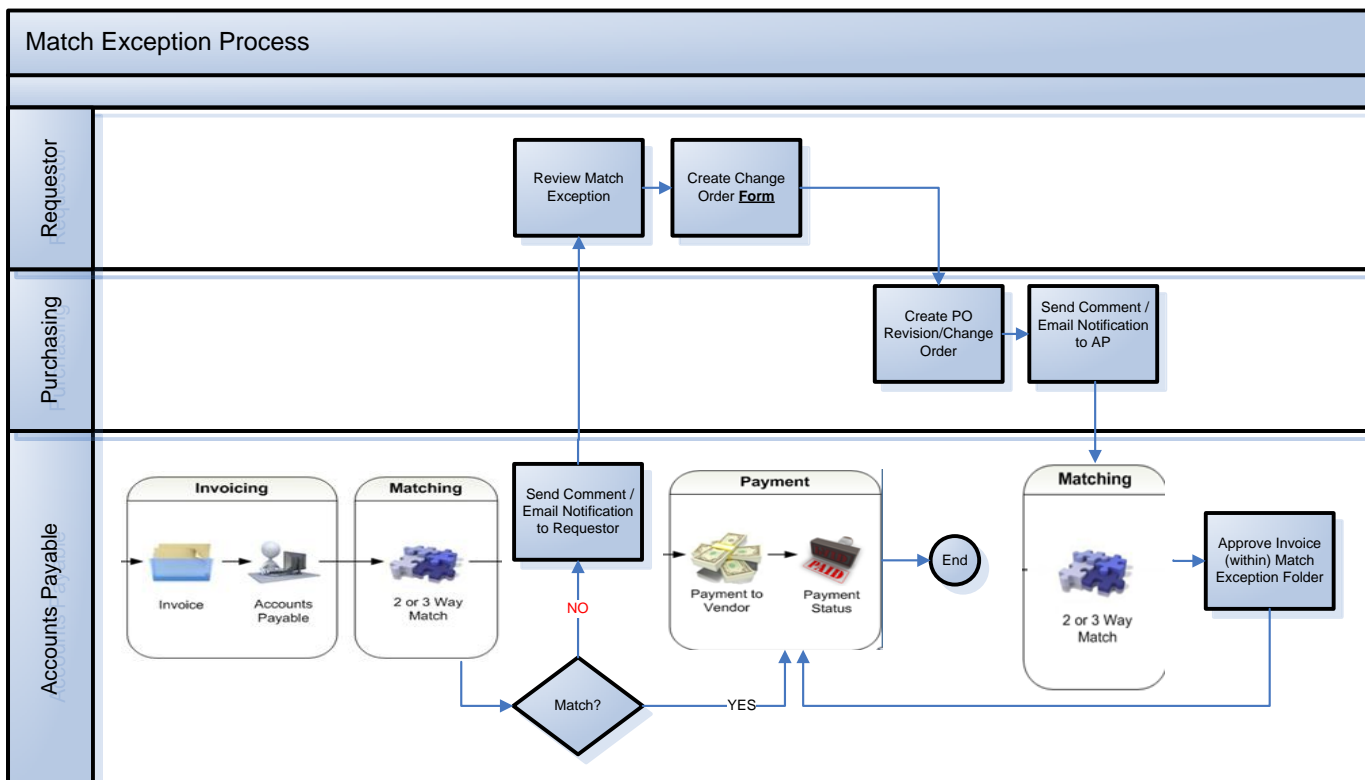 Match Exception Process
Requestor
Review Match
Exception
Create Change
Order Form
Purchasing
Create PO
Revision/Change
Order
Send Comment /
Email Notification
to AP
Accounts Payable
Invoicing
Invoice
Accounts
Payable
Matching
2 or 3 Way
Match
Send Comment /
Email Notification
to Requestor
NO
Match?
YES
Payment
Payment to
Vendor
PAID
Payment
Status
End
Matching
2 or 3 Way
Match
Approve Invoice
(within) Match
Exception Folder